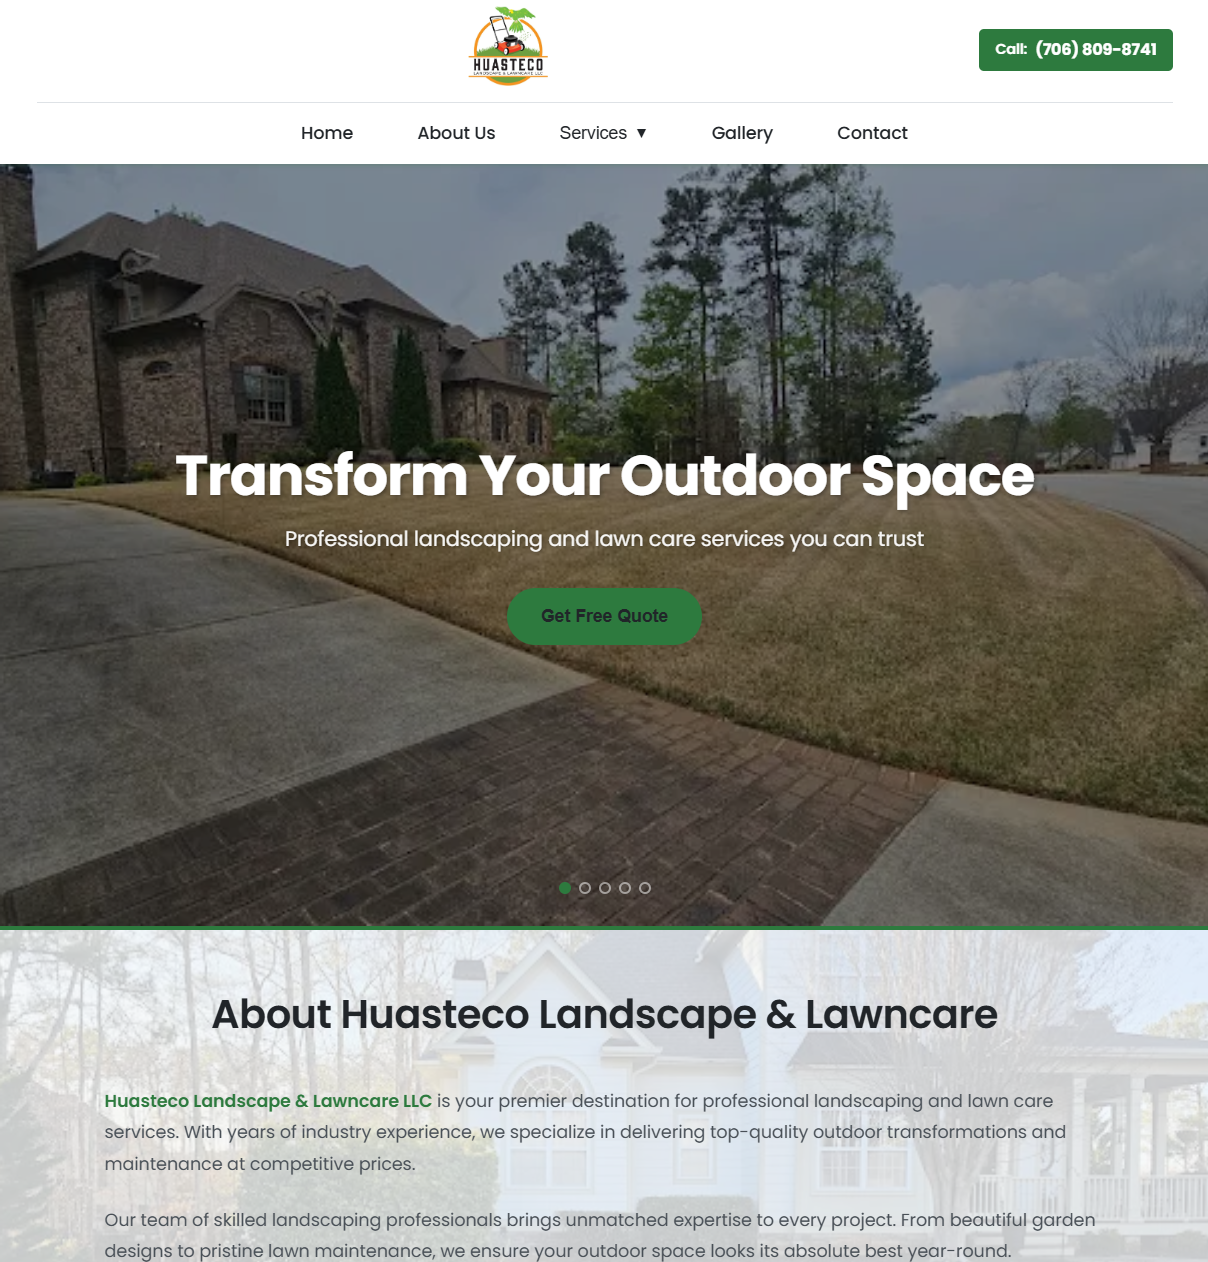 HUASTECO
LANDSCAPE & LAWNCARE LLC
Call: (706) 809-8741
Home
About Us
Services ▼
Gallery
Contact
Transform Your Outdoor Space
Professional landscaping and lawn care services you can trust
Get Free Quote
About Huasteco Landscape & Lawncare
Huasteco Landscape & Lawncare LLC is your premier destination for professional landscaping and lawn care
services. With years of industry experience, we specialize in delivering top-quality outdoor transformations and
maintenance at competitive prices.
Our team of skilled landscaping professionals brings unmatched expertise to every project. From beautiful garden
designs to pristine lawn maintenance, we ensure your outdoor space looks its absolute best year-round.